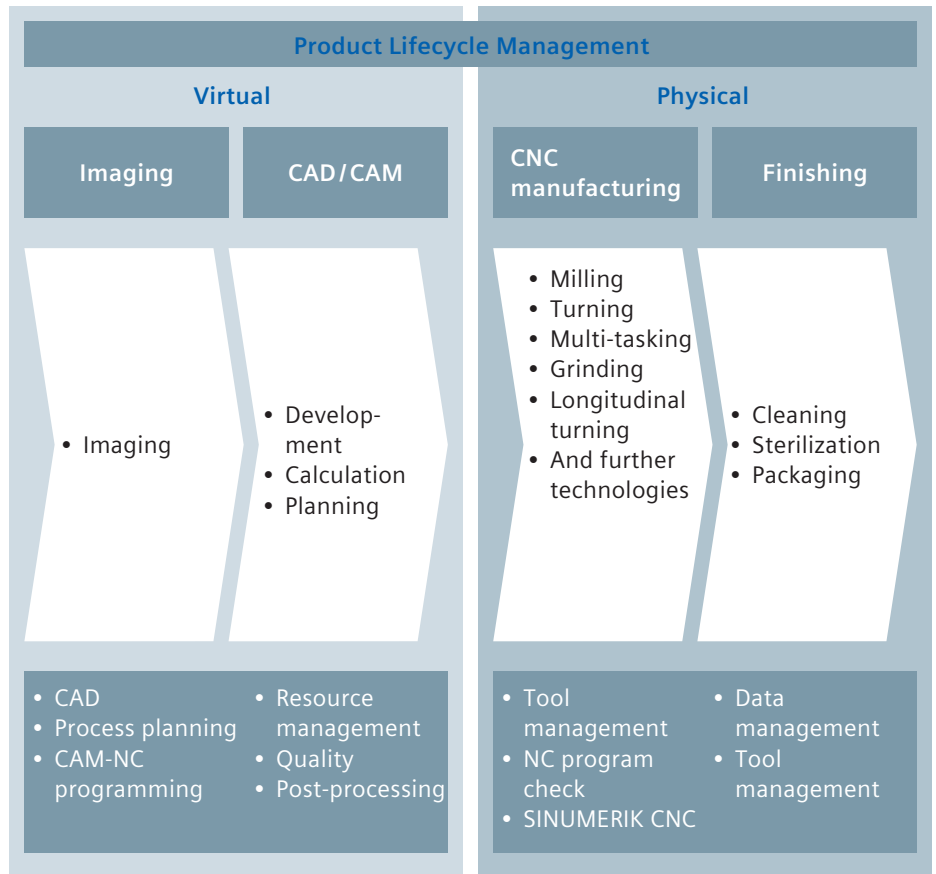 Product Lifecycle Management
Virtual
Physical
Imaging
CAD/CAM
CNC
manufacturing
Finishing
• Imaging
• Develop-
ment
• Calculation
• Planning
• Milling
• Turning
• Multi-tasking
• Grinding
• Longitudinal
turning
• And further
technologies
• Cleaning
• Sterilization
• Packaging
• CAD
• Process planning
• CAM-NC
programming
• Resource
management
• Quality
• Post-processing
• Tool
management
• NC program
check
• SINUMERIK CNC
• Data
management
• Tool
management